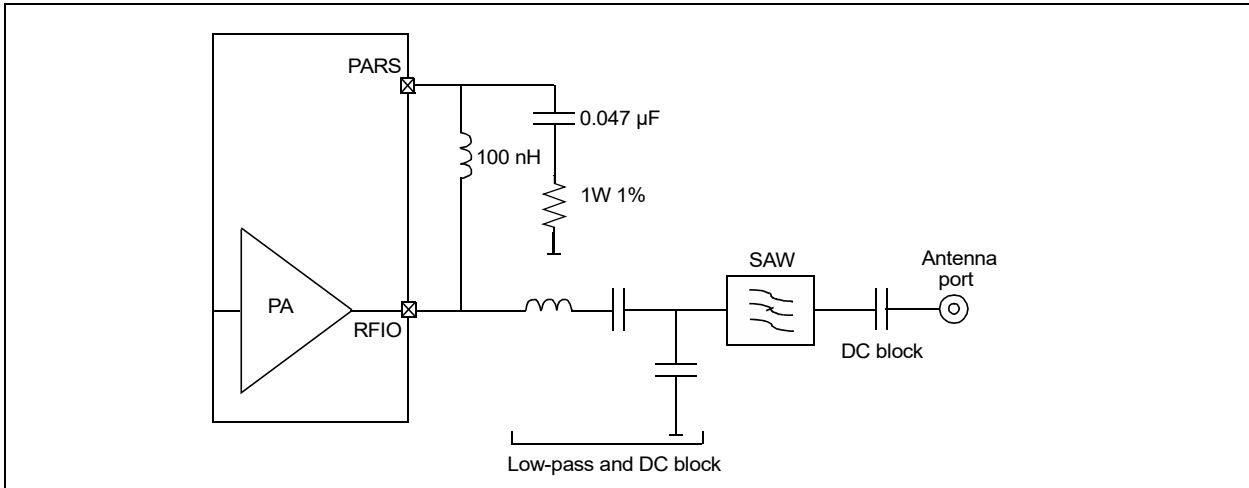 PARS
0.047 µF
100 nH
1W 1%
SAW
Antenna
port
PA
RFIO
DC block
Low-pass and DC block